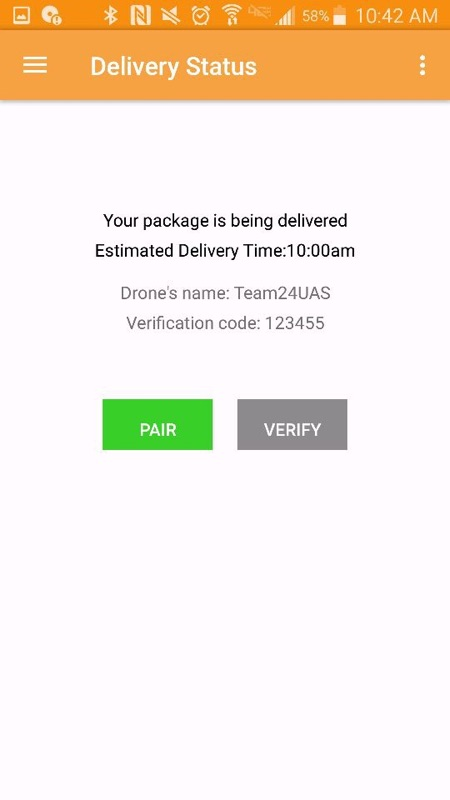 58% 10:42 AM
Delivery Status
Your package is being delivered
Estimated Delivery Time:10:00am
Drone's name: Team24UAS
Verification code: 123455
PAIR VERIFY